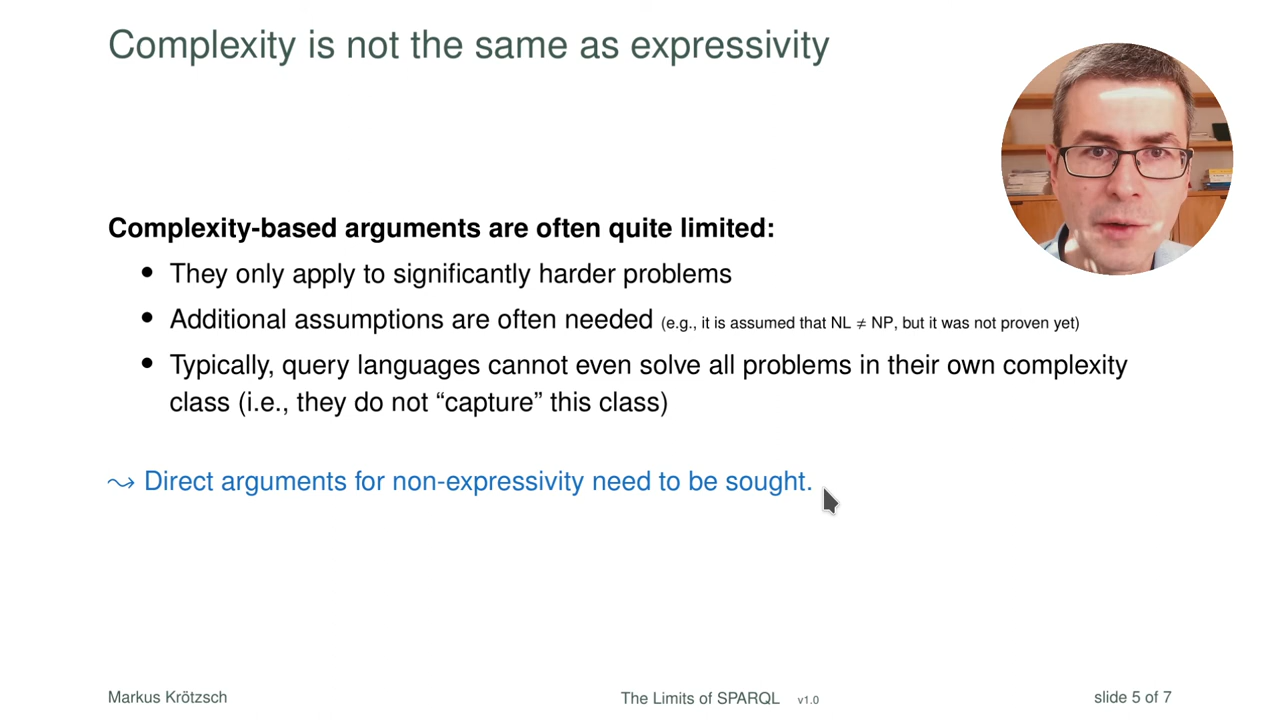 Complexity is not the same as expressivity
Complexity-based arguments are often quite limited:
• They only apply to significantly harder problems
• Additional assumptions are often needed (e.g., it is assumed that NL ≠ NP, but it was not proven yet)
• Typically, query languages cannot even solve all problems in their own complexity
class (i.e., they do not “capture” this class)
⤳ Direct arguments for non-expressivity need to be sought.
Markus Krötzsch The Limits of SPARQL v1.0 slide 5 of 7